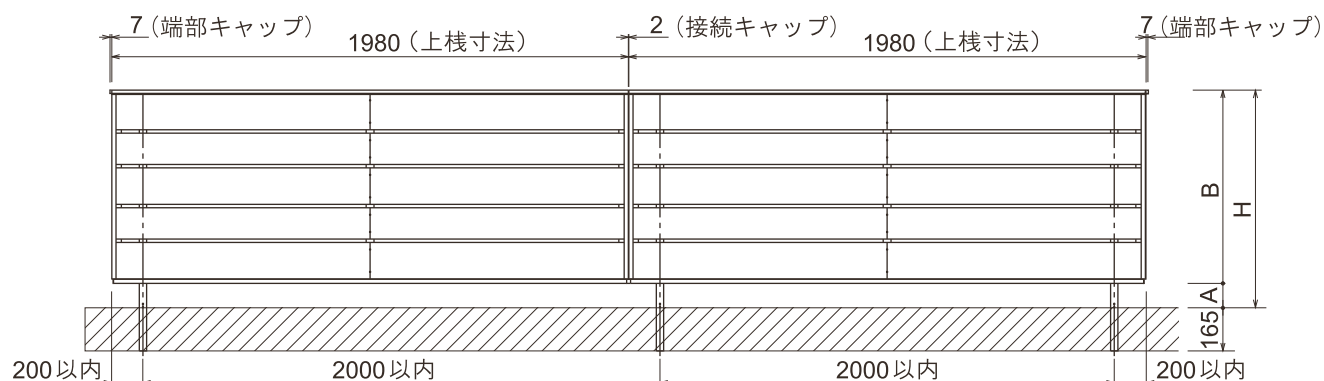 7（端部キャップ）
2（接続キャップ）
7（端部キャップ）
1980（上桟寸法）
1980（上桟寸法）
B
H
A
165
200以内
2000以内
2000以内
200以内